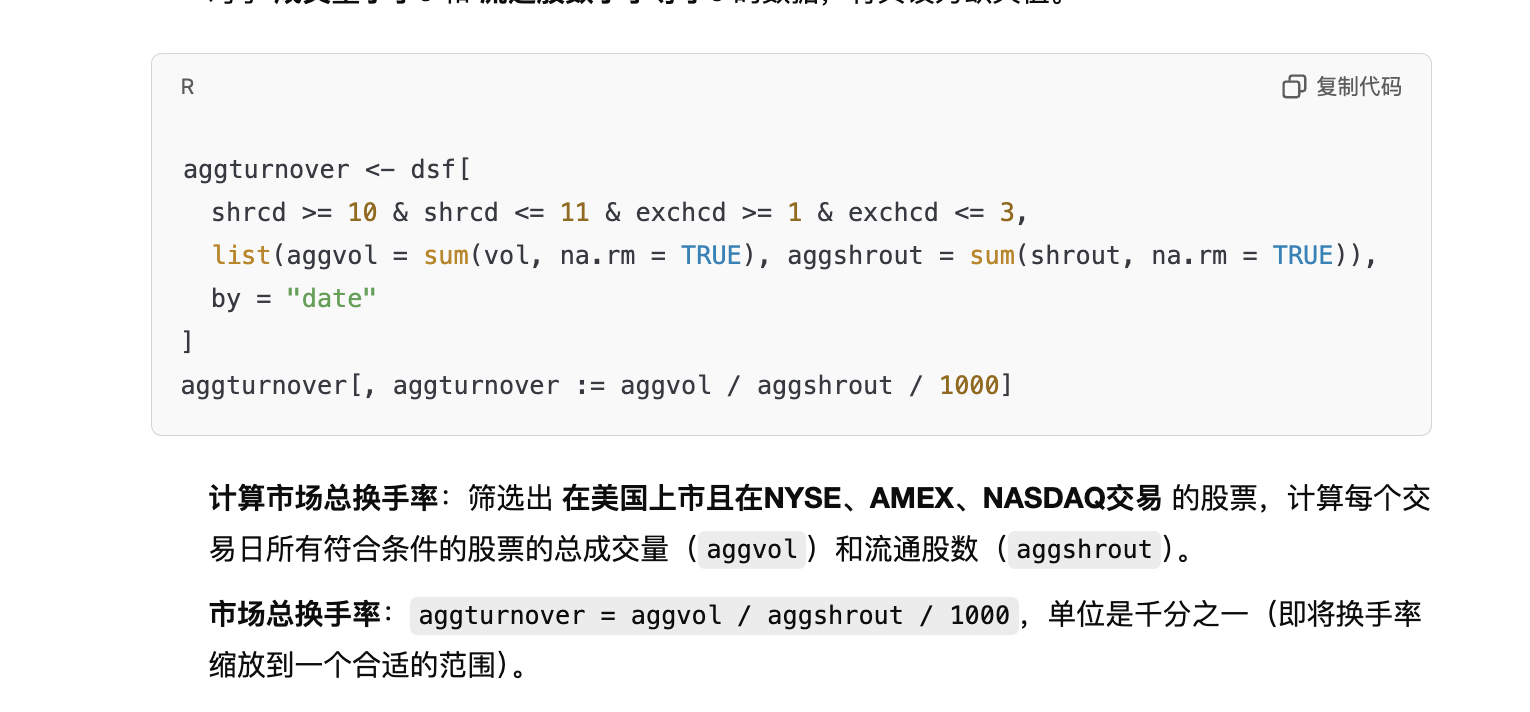 R
复制代码
aggturnover <- dsf[
  shrcd >= 10 & shrcd <= 11 & exchcd >= 1 & exchcd <= 3,
  list(aggvol = sum(vol, na.rm = TRUE), aggshrout = sum(shrout, na.rm = TRUE)),
  by = "date"
]
aggturnover[, aggturnover := aggvol / aggshrout / 1000]
计算市场总换手率：筛选出 在美国上市且在NYSE、AMEX、NASDAQ交易 的股票，计算每个交
易日所有符合条件的股票的总成交量（aggvol）和流通股数（aggshrout）。
市场总换手率：aggturnover = aggvol / aggshrout / 1000，单位是千分之一（即将换手率
缩放到一个合适的范围）。